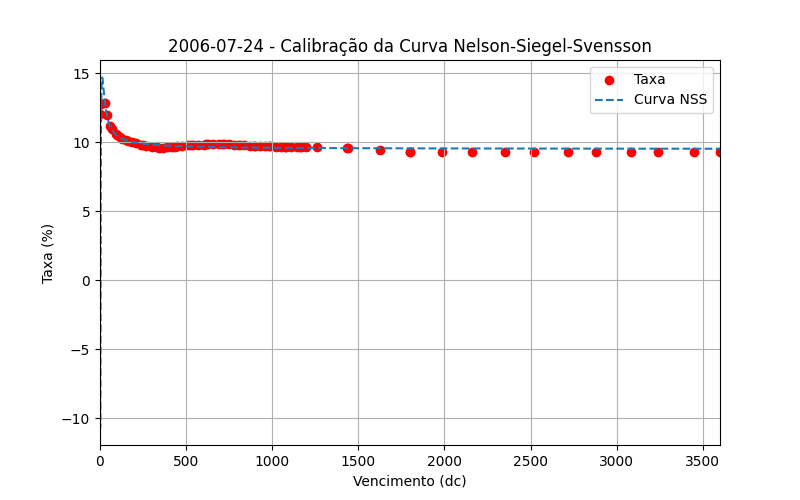 2006-07-24 - Calibração da Curva Nelson-Siegel-Svensson
Taxa
Curva NSS
Taxa (%)
15
10
5
0
−5
−10
0 500 1000 1500 2000 2500 3000 3500
Vencimento (dc)